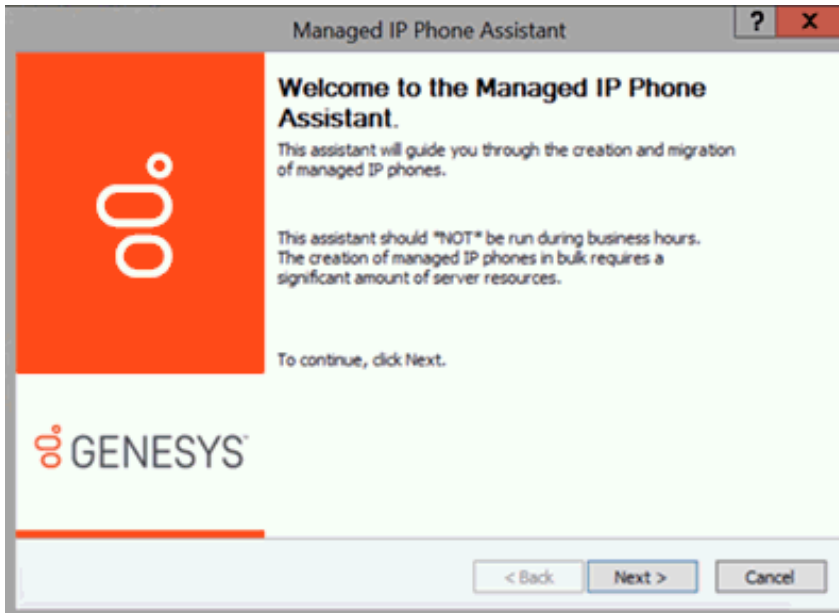 Managed IP Phone Assistant
? X
Welcome to the Managed IP Phone
Assistant.
This assistant will guide you through the creation and migration
of managed IP phones.
This assistant should *NOT* be run during business hours.
The creation of managed IP phones in bulk requires a
significant amount of server resources.
To continue, click Next.
GENESYS™
< Back Next > Cancel